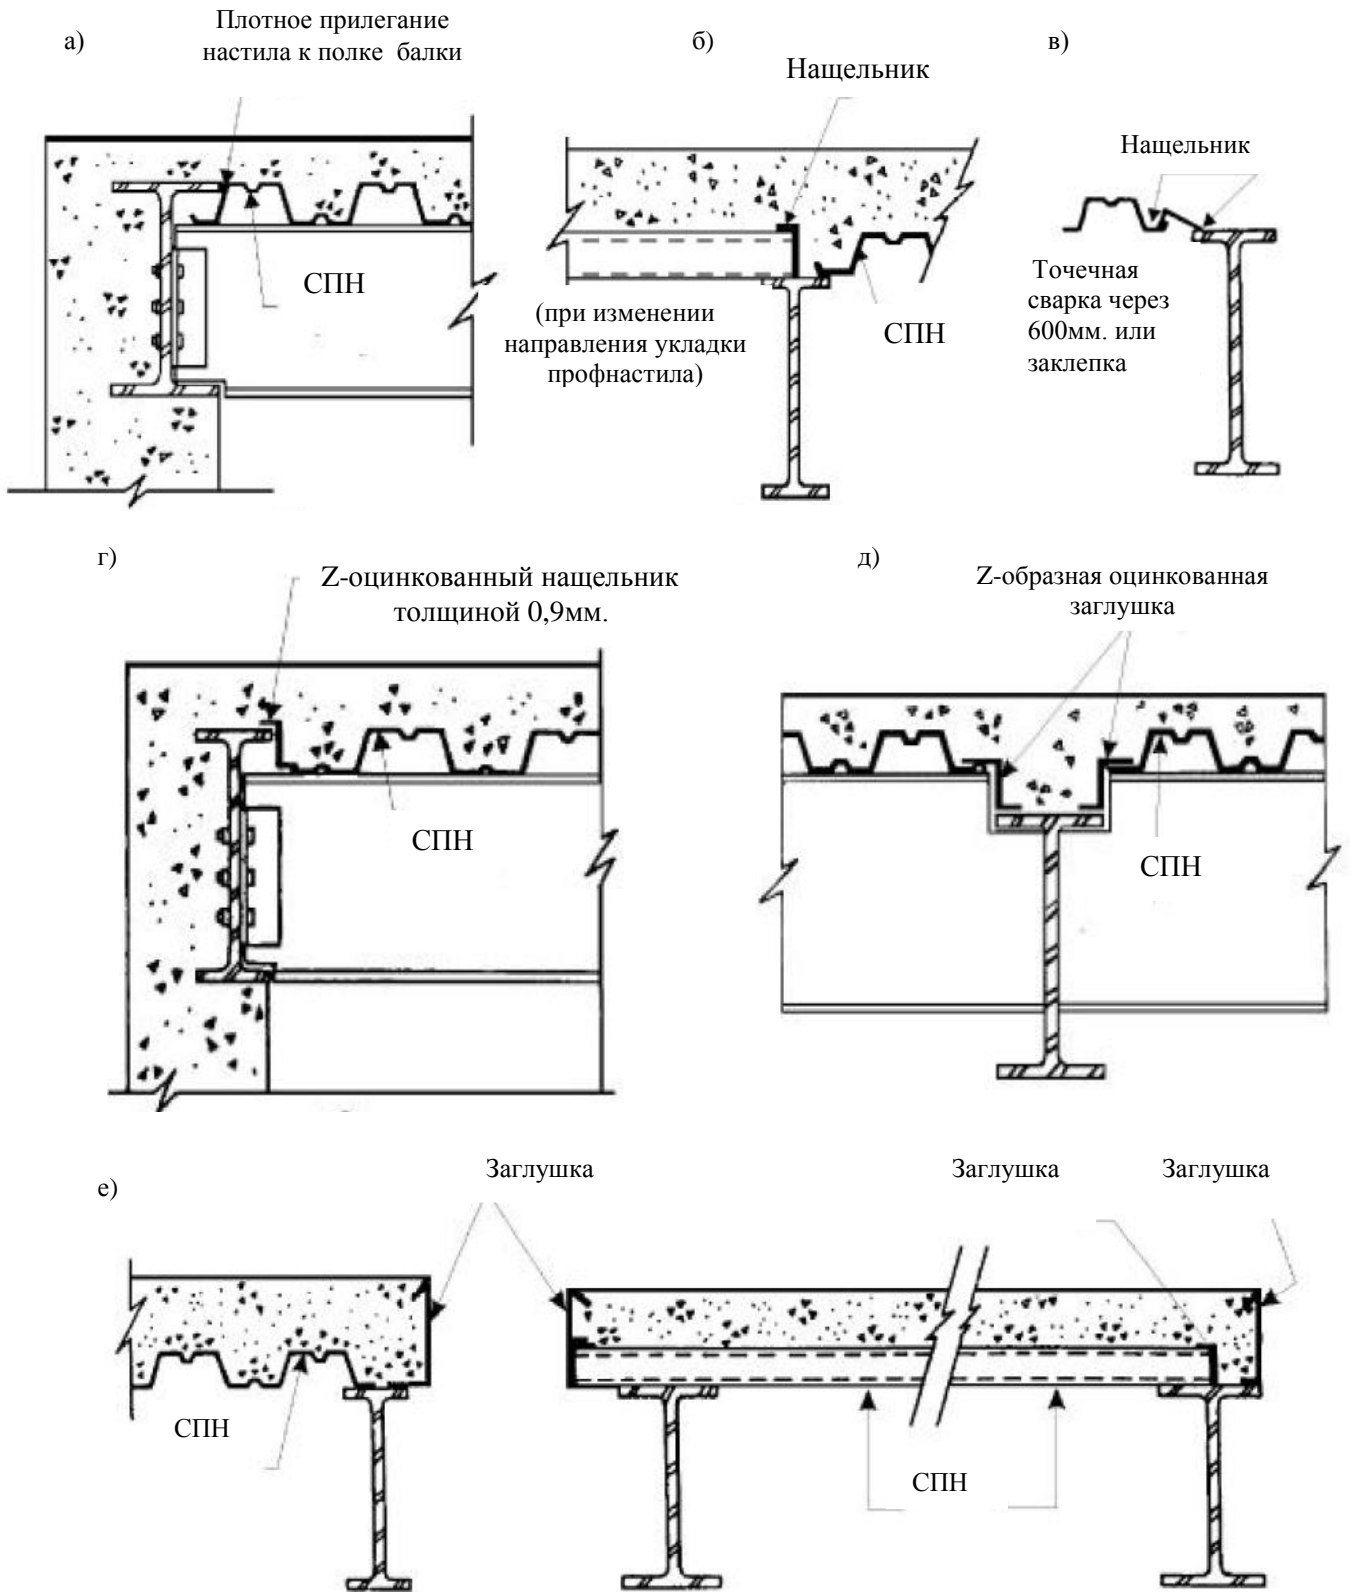 а)
Плотное прилегание
настила к полке балки
СПН
б)
Нащельник
(при изменении
направления укладки
профнастила)
СПН
в)
Нащельник
Точечная
сварка через
600мм. или
заклепка
г)
Z-оцинкованный нащельник
толщиной 0,9мм.
СПН
д)
Z-образная оцинкованная
заглушка
СПН
е)
Заглушка
Заглушка
Заглушка
СПН
СПН